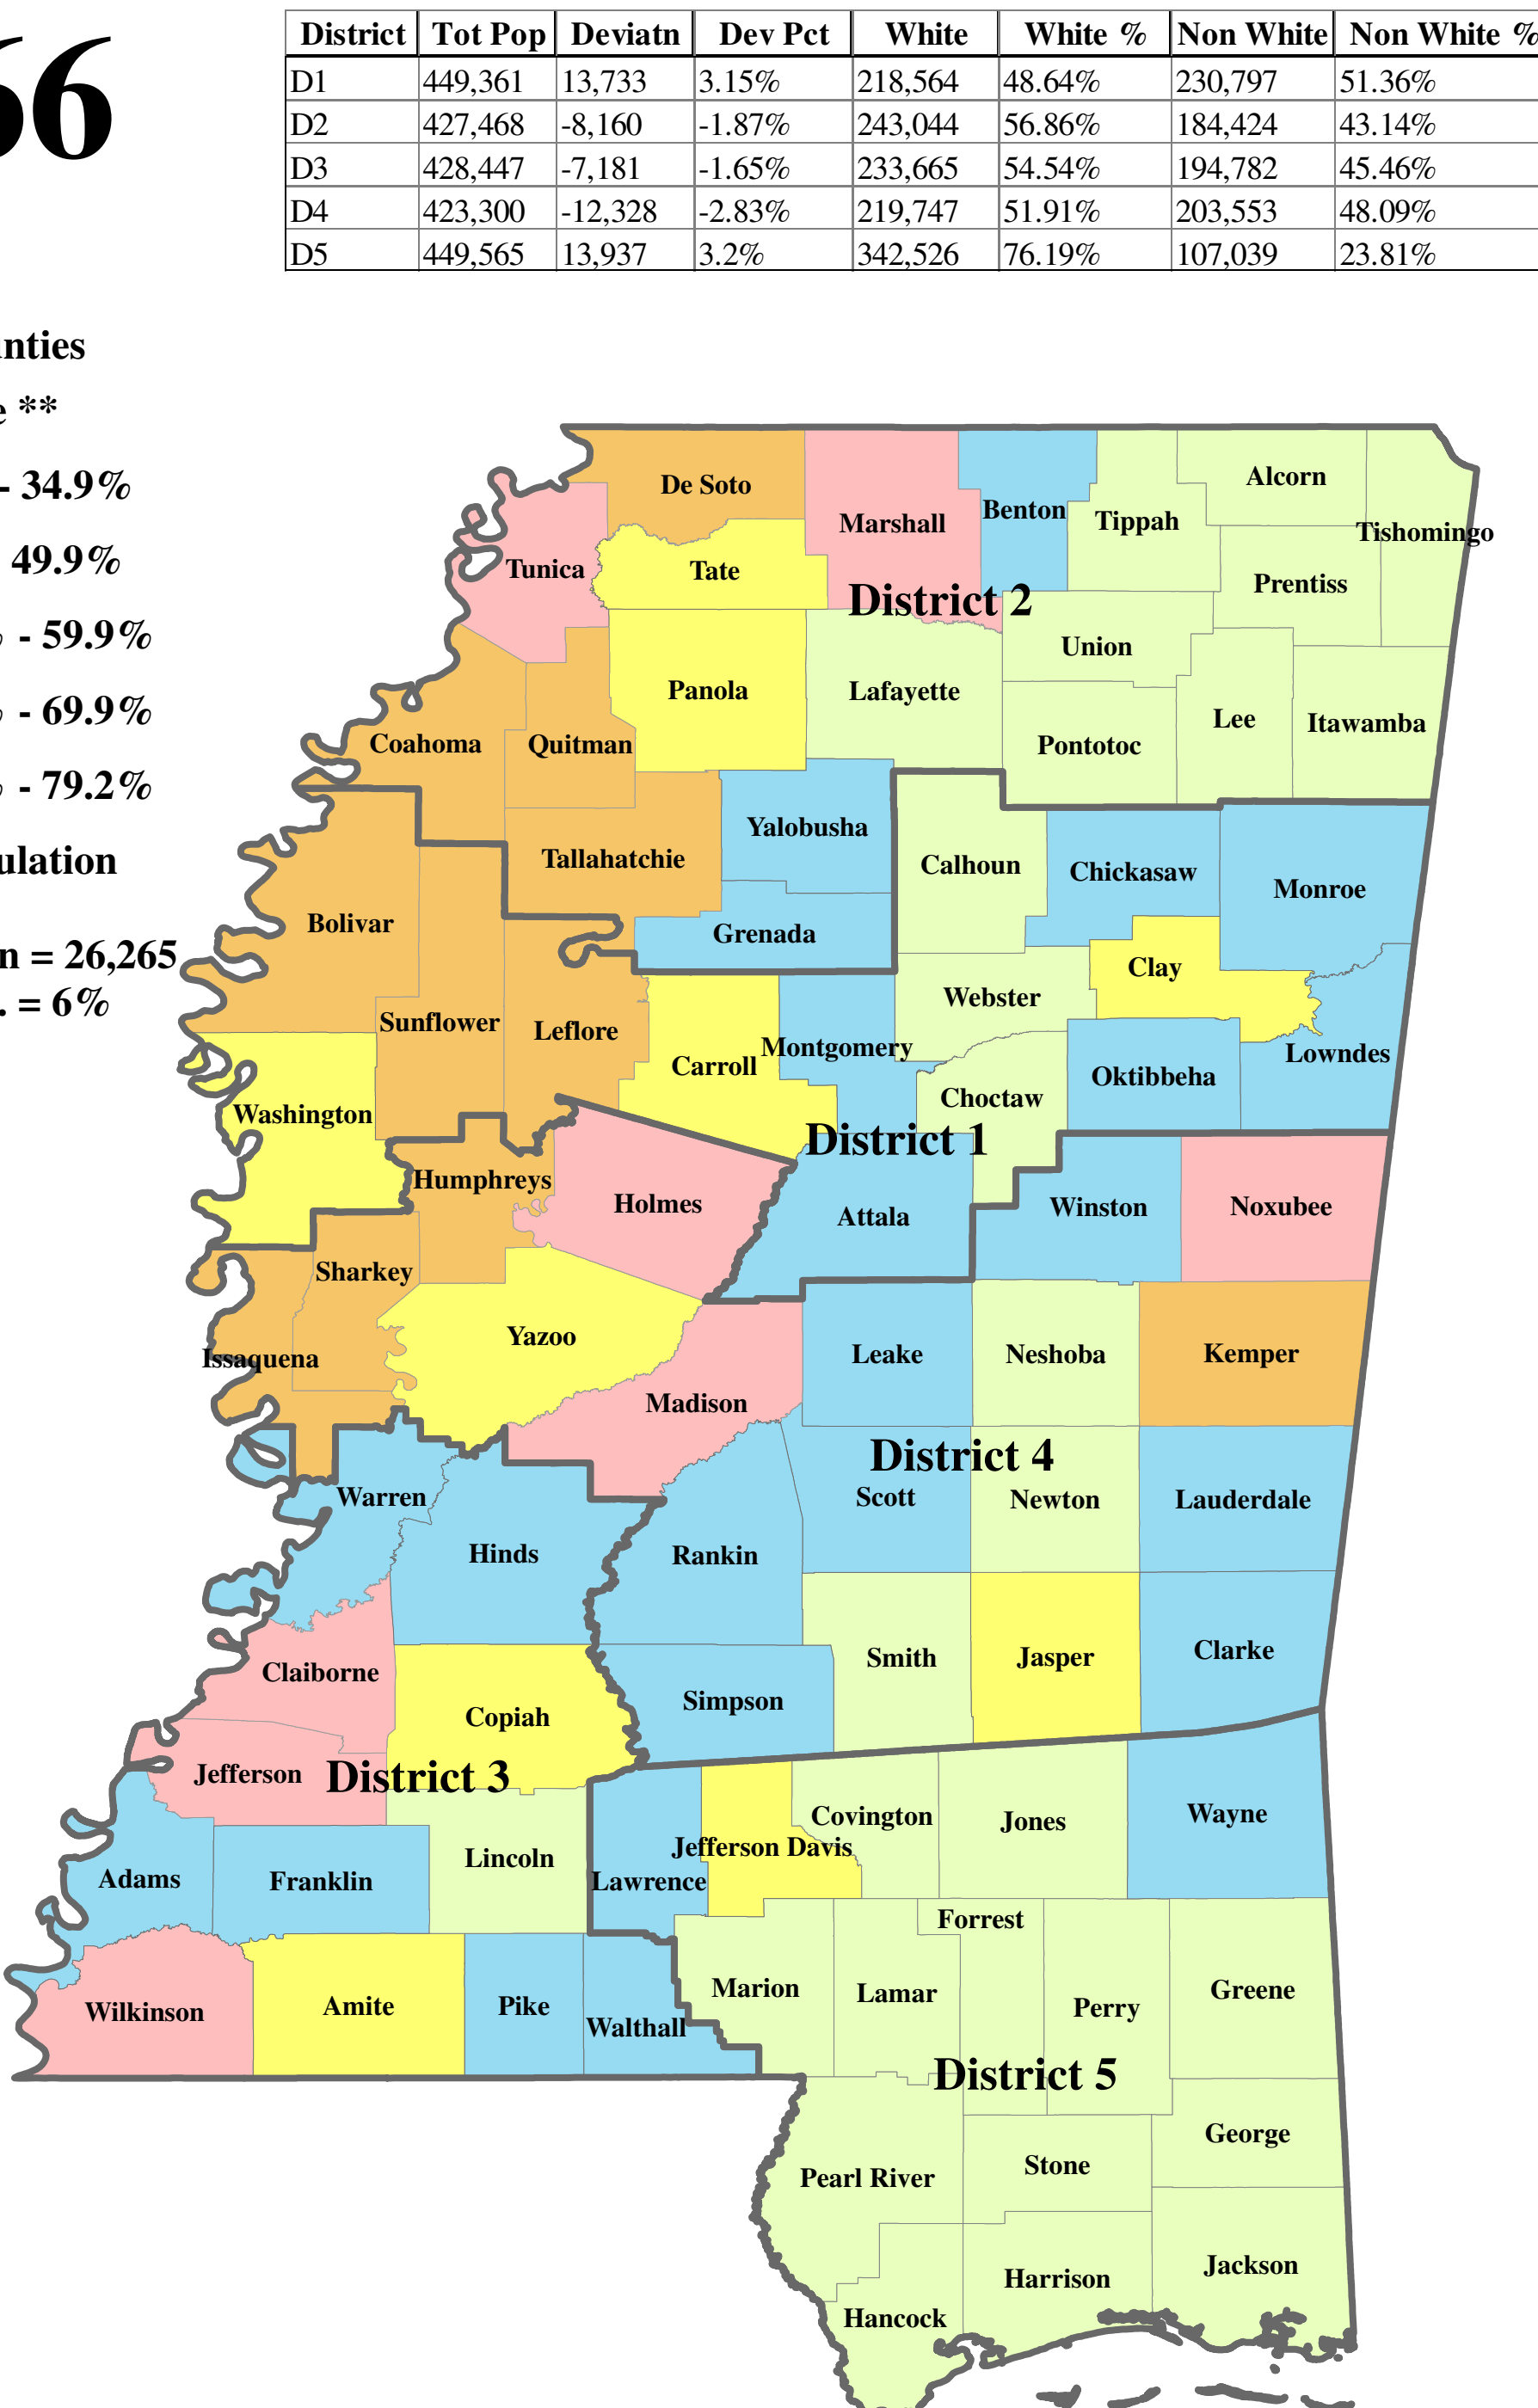 66
District Tot Pop Deviatn Dev Pct White White % Non White Non White %
D1 449,361 13,733 3.15% 218,564 48.64% 230,797 51.36%
D2 427,468 -8,160 -1.87% 243,044 56.86% 184,424 43.14%
D3 428,447 -7,181 -1.65% 233,665 54.54% 194,782 45.46%
D4 423,300 -12,328 -2.83% 219,747 51.91% 203,553 48.09%
D5 449,565 13,937 3.2% 342,526 76.19% 107,039 23.81%
nties
e **
- 34.9%
49.9%
- 59.9%
- 69.9%
- 79.2%
ulation
n = 26,265
. = 6%
De Soto
Marshall
Benton
Tippah
Alcorn
Tishomingo
Tunica
Tate
Prentiss
District 2
Union
Panola
Lafayette
Lee
Itawamba
Coahoma
Quitman
Pontotoc
Yalobusha
Tallahatchie
Calhoun
Chickasaw
Monroe
Bolivar
Grenada
Clay
Webster
Sunflower
Leflore
Montgomery
Lowndes
Carroll
Oktibbeha
Choctaw
Washington
District 1
Humphreys
Holmes
Attala
Winston
Noxubee
Sharkey
Yazoo
Issaquena
Leake
Neshoba
Kemper
Madison
District 4
Warren
Scott
Newton
Lauderdale
Hinds
Rankin
Claiborne
Smith
Jasper
Clarke
Copiah
Simpson
Jefferson
District 3
Covington
Jones
Wayne
Jefferson Davis
Adams
Franklin
Lincoln
Lawrence
Forrest
Marion
Lamar
Perry
Greene
Wilkinson
Amite
Pike
Walthall
District 5
George
Pearl River
Stone
Jackson
Harrison
Hancock